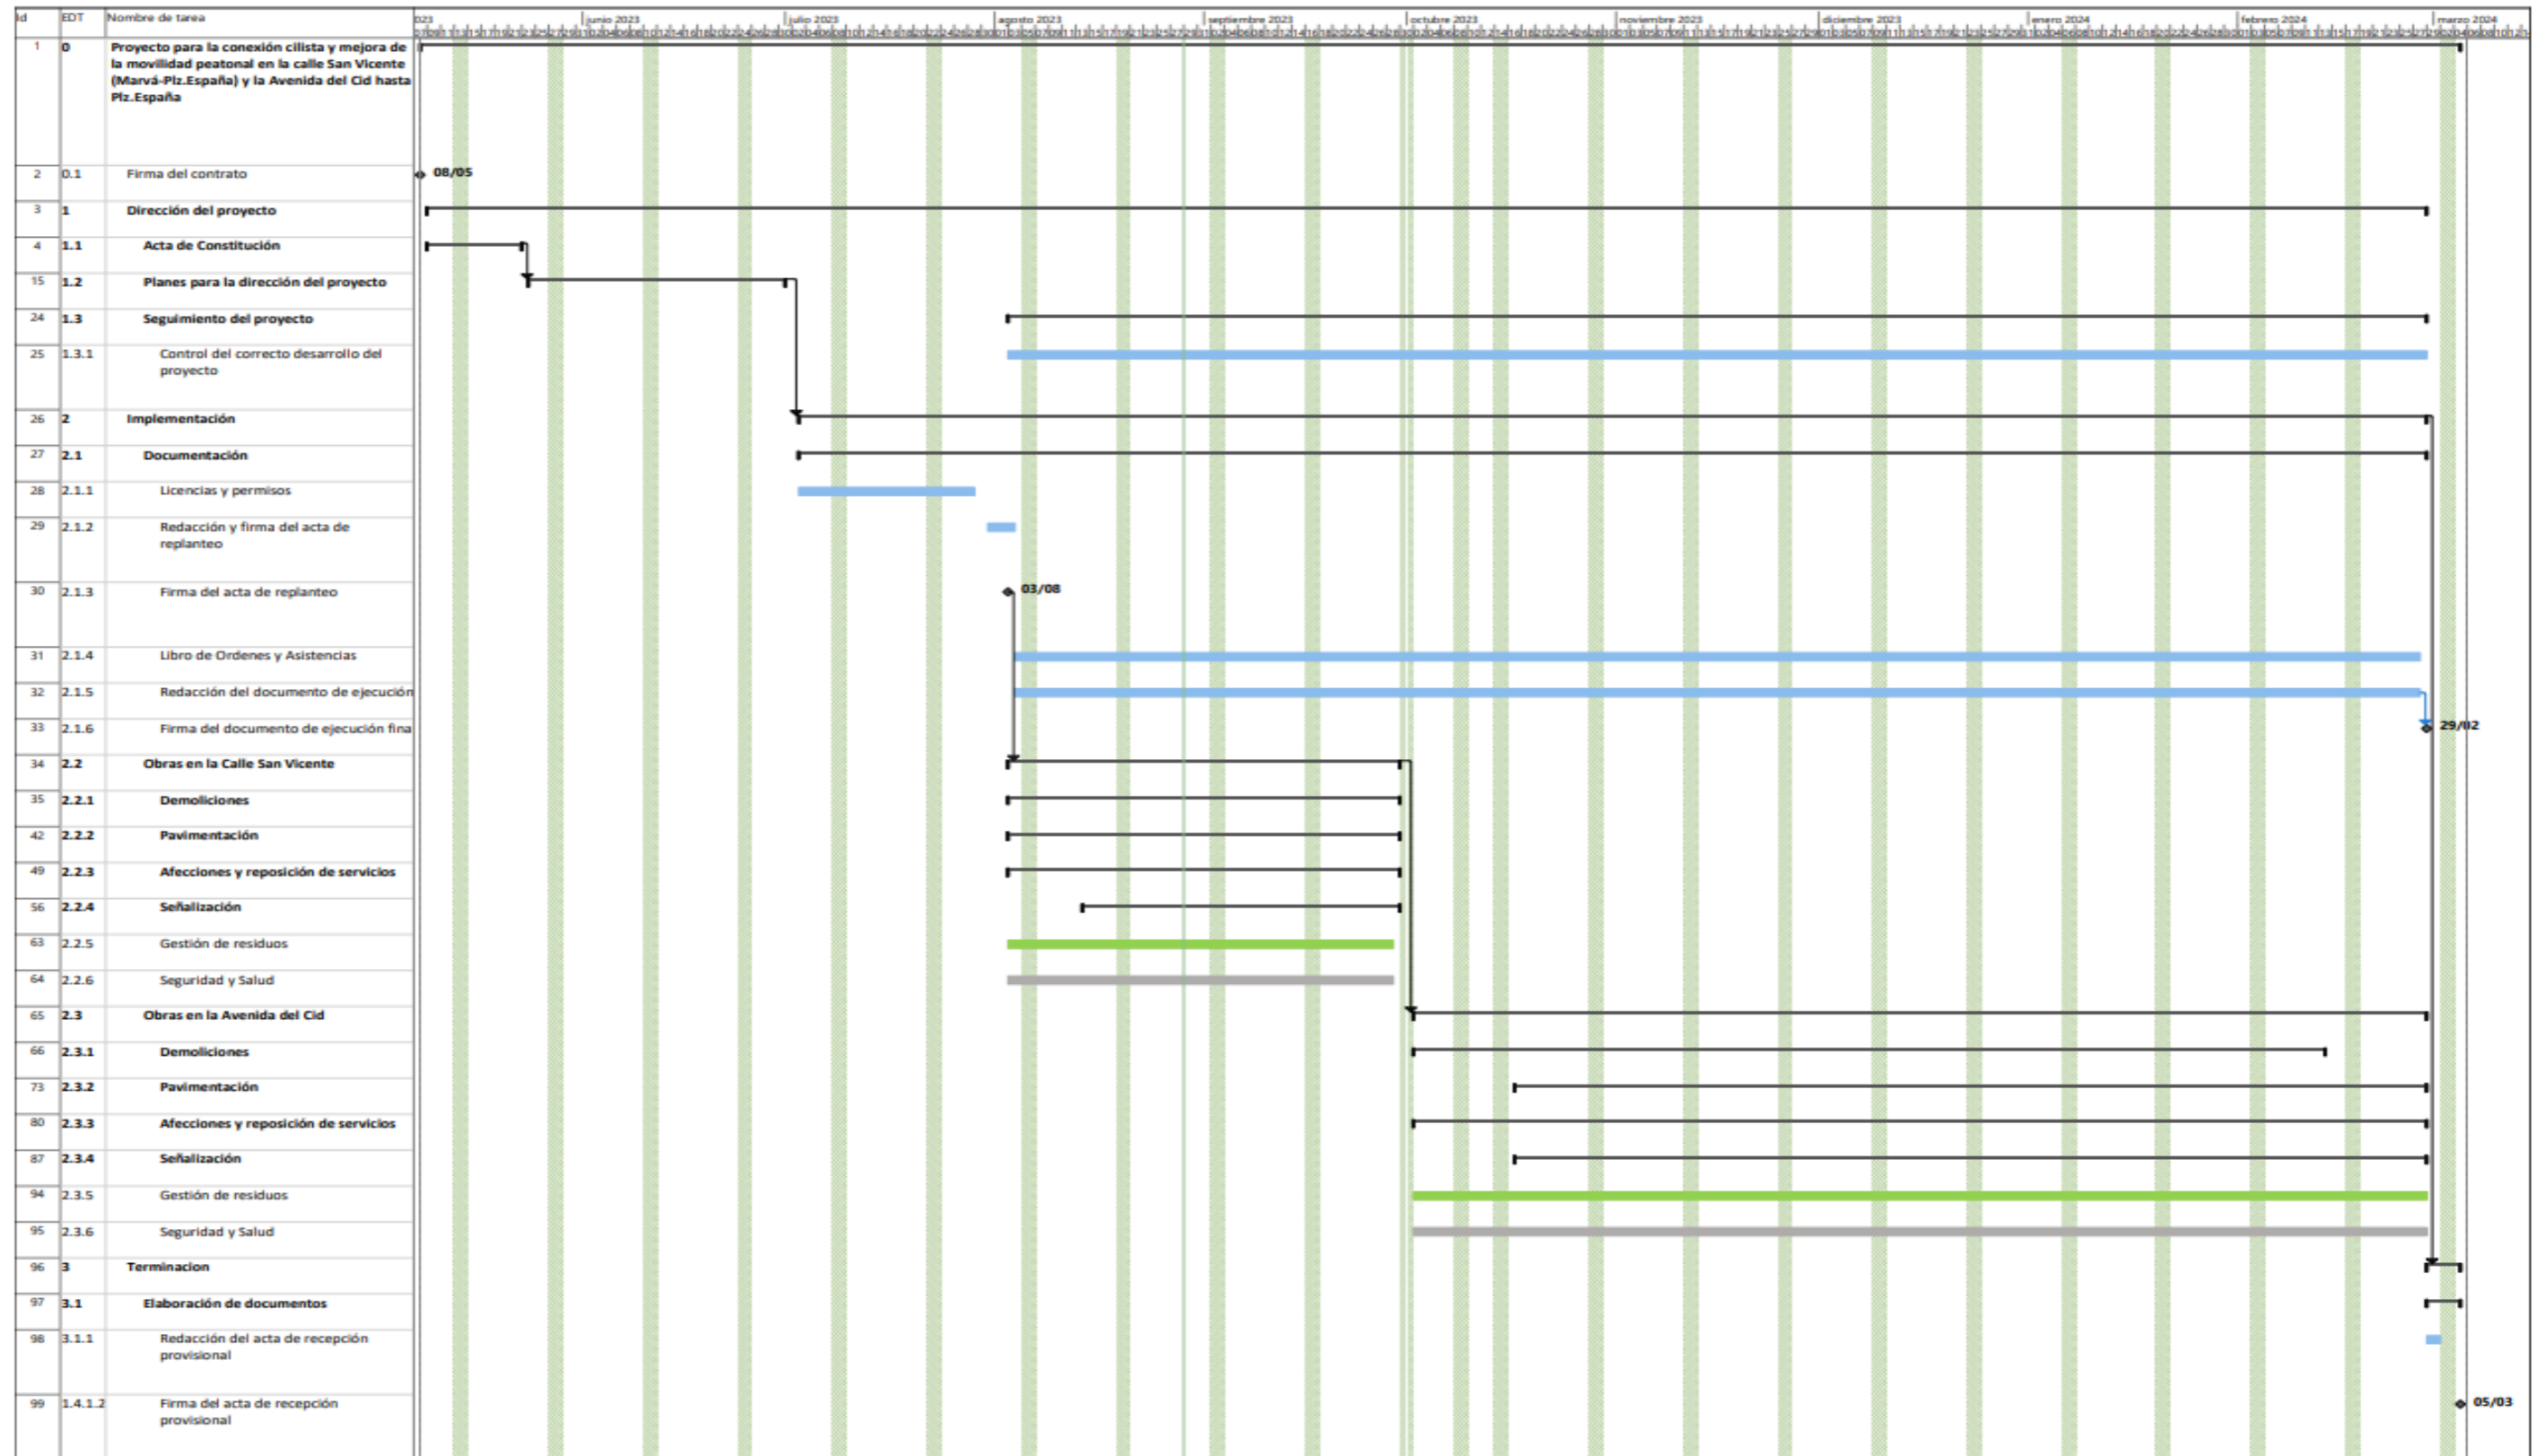 Id EDT Nombre de tarea 023 junio 2023 julio 2023 agosto 2023 septiembre 2023 octubre 2023 noviembre 2023 diciembre 2023 enero 2024 febrero 2024 marzo 2024
1 0 Proyecto para la conexión cilista y mejora de
la movilidad peatonal en la calle San Vicente
(Marvá-Plz.España) y la Avenida del Cid hasta
Plz.España
2 0.1 Firma del contrato 08/05
3 1 Dirección del proyecto
4 1.1 Acta de Constitución
15 1.2 Planes para la dirección del proyecto
24 1.3 Seguimiento del proyecto
25 1.3.1 Control del correcto desarrollo del
proyecto
26 2 Implementación
27 2.1 Documentación
28 2.1.1 Licencias y permisos
29 2.1.2 Redacción y firma del acta de
replanteo
30 2.1.3 Firma del acta de replanteo 03/08
31 2.1.4 Libro de Ordenes y Asistencias
32 2.1.5 Redacción del documento de ejecución
33 2.1.6 Firma del documento de ejecución fina 29/02
34 2.2 Obras en la Calle San Vicente
35 2.2.1 Demoliciones
42 2.2.2 Pavimentación
49 2.2.3 Afecciones y reposición de servicios
56 2.2.4 Señalización
63 2.2.5 Gestión de residuos
64 2.2.6 Seguridad y Salud
65 2.3 Obras en la Avenida del Cid
66 2.3.1 Demoliciones
73 2.3.2 Pavimentación
80 2.3.3 Afecciones y reposición de servicios
87 2.3.4 Señalización
94 2.3.5 Gestión de residuos
95 2.3.6 Seguridad y Salud
96 3 Terminacion
97 3.1 Elaboración de documentos
98 3.1.1 Redacción del acta de recepción
provisional
99 1.4.1.2 Firma del acta de recepción
provisional 05/03